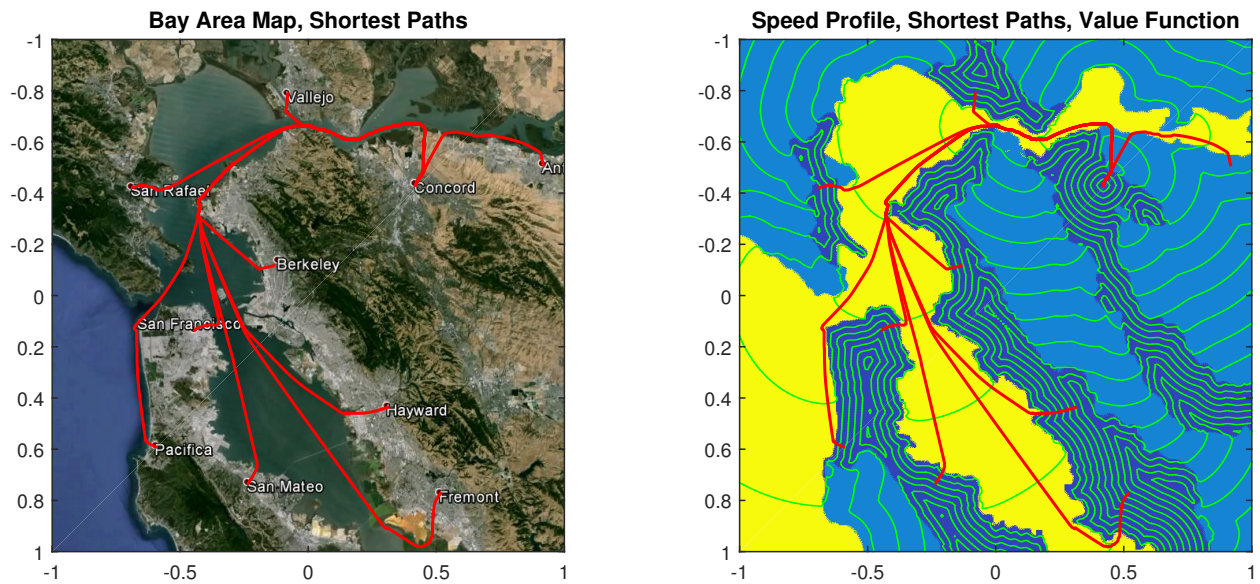 Bay Area Map, Shortest Paths
-1
-0.8
-0.6
-0.4
-0.2
0
0.2
0.4
0.6
0.8
1
-1
-0.5
0
0.5
1
Vallejo
San Rafael
Concord
Ant
Berkeley
San Francisco
Hayward
Pacifica
San Mateo
Fremont
Speed Profile, Shortest Paths, Value Function
-1
-0.8
-0.6
-0.4
-0.2
0
0.2
0.4
0.6
0.8
1
-1
-0.5
0
0.5
1